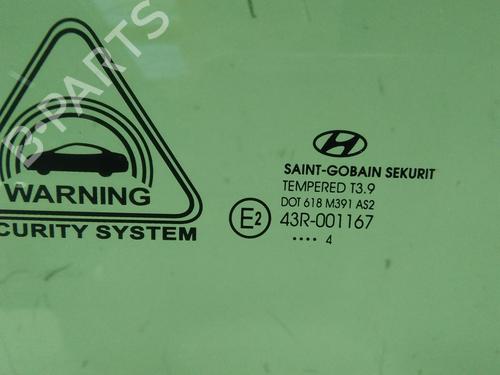 B-PARTS
WARNING
CURITY SYSTEM
SAINT-GOBAIN SEKURIT
TEMPERED T3.9
DOT 618 M391 AS2
E2 43R-001167
.... 4